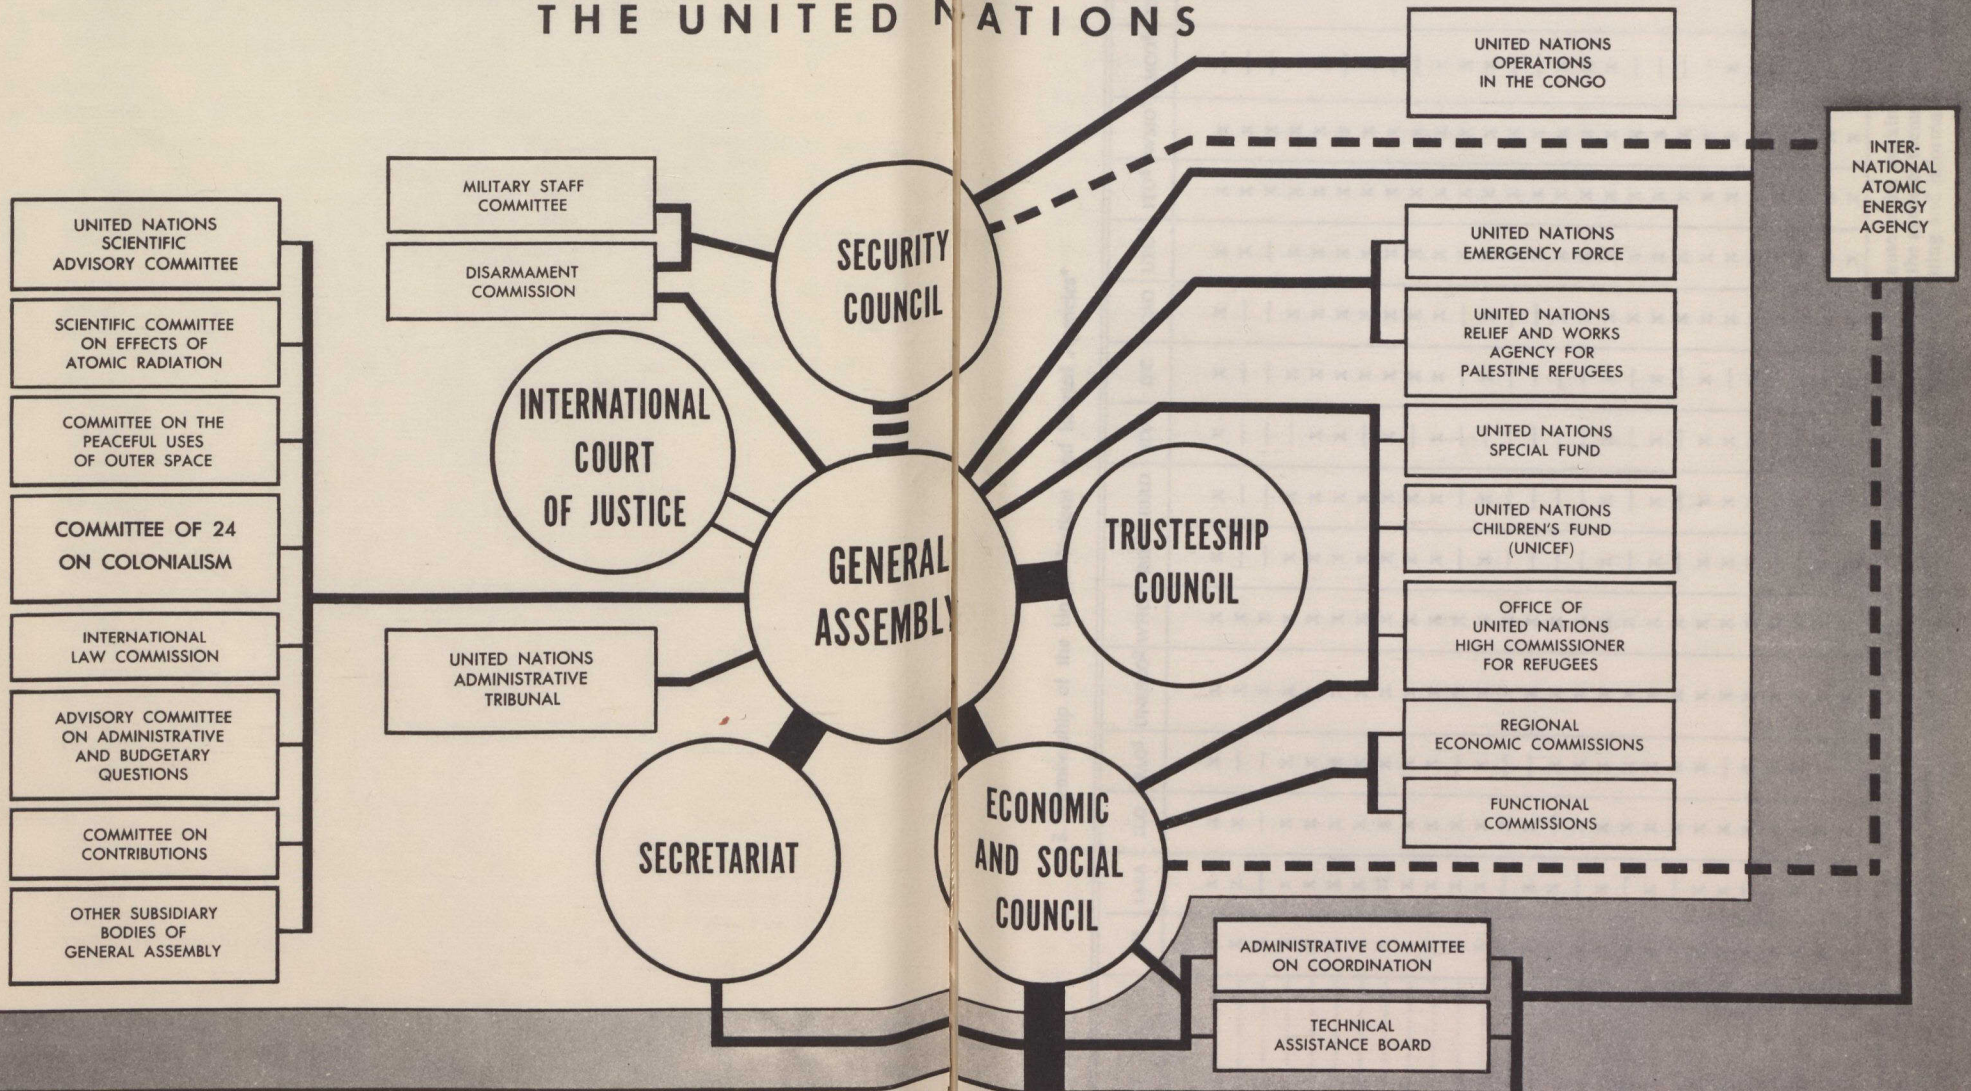 THE UNITED NATIONS
UNITED NATIONS
OPERATIONS
IN THE CONGO
INTER-
NATIONAL
ATOMIC
ENERGY
AGENCY
MILITARY STAFF
COMMITTEE
DISARMAMENT
COMMISSION
SECURITY
COUNCIL
UNITED NATIONS
SCIENTIFIC
ADVISORY COMMITTEE
SCIENTIFIC COMMITTEE
ON EFFECTS OF
ATOMIC RADIATION
COMMITTEE ON THE
PEACEFUL USES
OF OUTER SPACE
COMMITTEE OF 24
ON COLONIALISM
INTERNATIONAL
LAW COMMISSION
ADVISORY COMMITTEE
ON ADMINISTRATIVE
AND BUDGETARY
QUESTIONS
COMMITTEE ON
CONTRIBUTIONS
OTHER SUBSIDIARY
BODIES OF
GENERAL ASSEMBLY
INTERNATIONAL
COURT
OF JUSTICE
GENERAL
ASSEMBLY
TRUSTEESHIP
COUNCIL
UNITED NATIONS
ADMINISTRATIVE
TRIBUNAL
SECRETARIAT
ECONOMIC
AND SOCIAL
COUNCIL
UNITED NATIONS
EMERGENCY FORCE
UNITED NATIONS
RELIEF AND WORKS
AGENCY FOR
PALESTINE REFUGEES
UNITED NATIONS
SPECIAL FUND
UNITED NATIONS
CHILDREN'S FUND
(UNICEF)
OFFICE OF
UNITED NATIONS
HIGH COMMISSIONER
FOR REFUGEES
REGIONAL
ECONOMIC COMMISSIONS
FUNCTIONAL
COMMISSIONS
ADMINISTRATIVE COMMITTEE
ON COORDINATION
TECHNICAL
ASSISTANCE BOARD